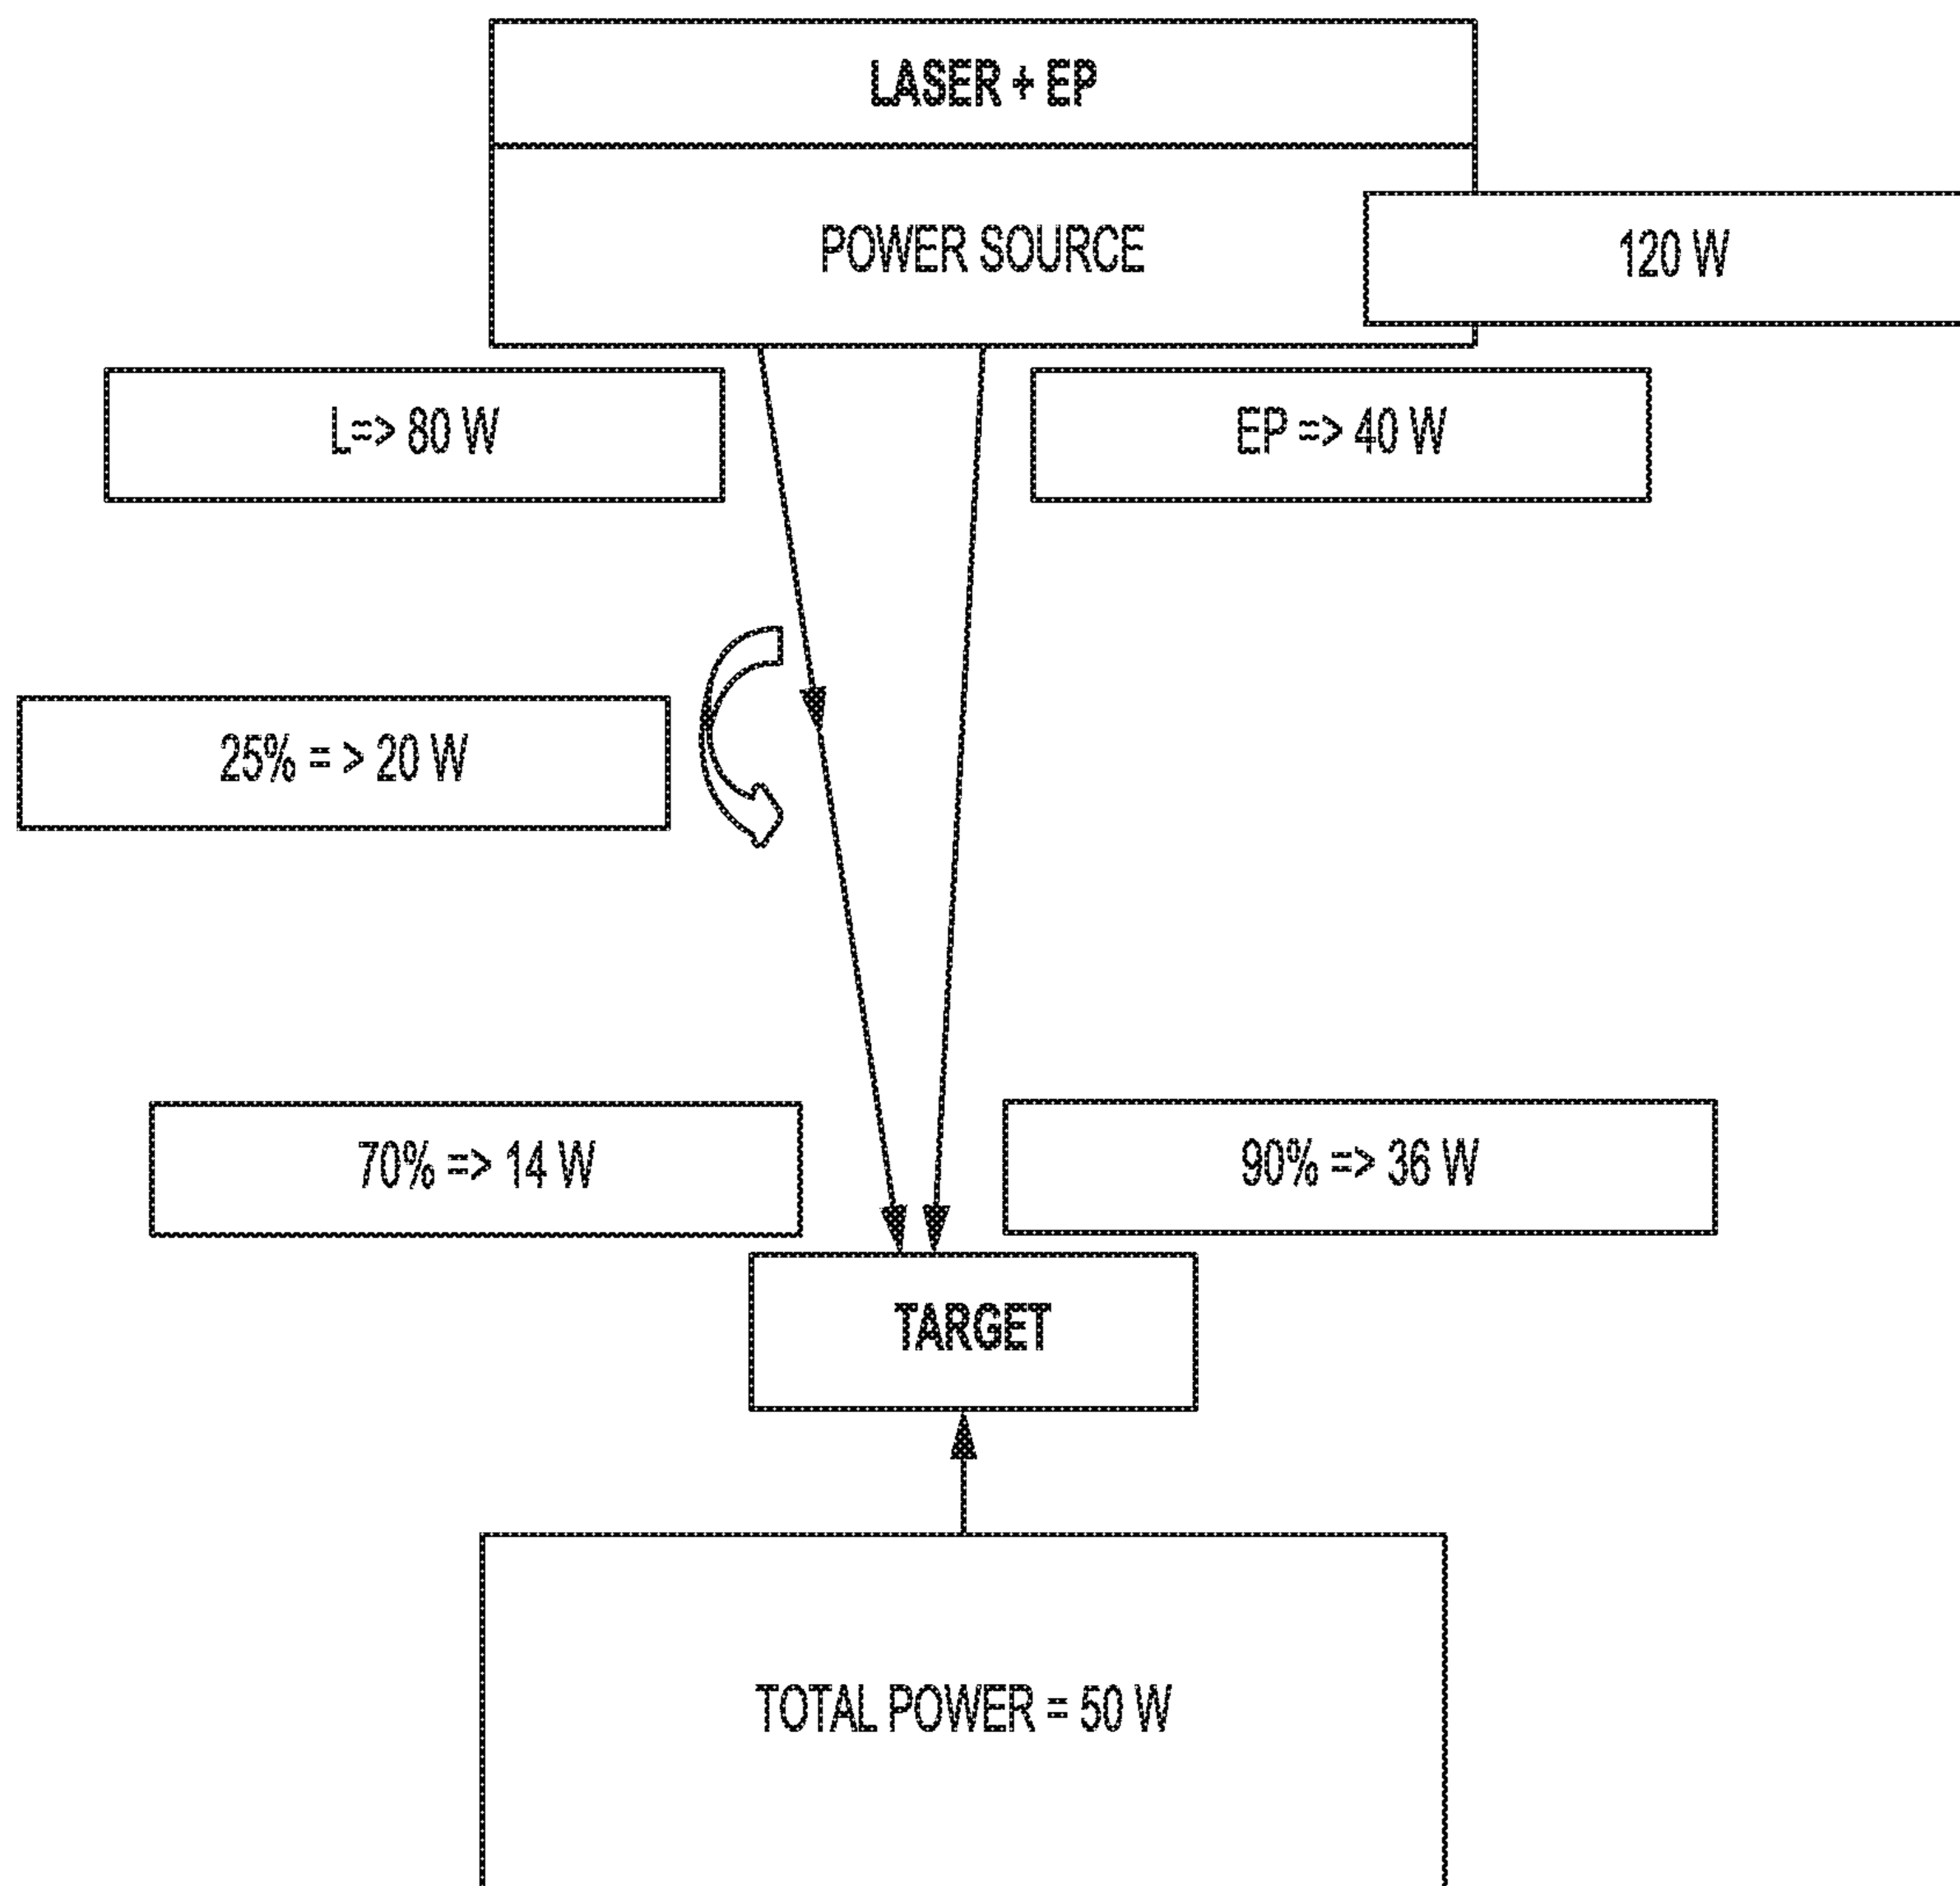 LASER + EP
POWER SOURCE
120 W
L=> 80 W
EP => 40 W
25% = > 20 W
70% => 14 W
90% => 36 W
TARGET
TOTAL POWER = 50 W